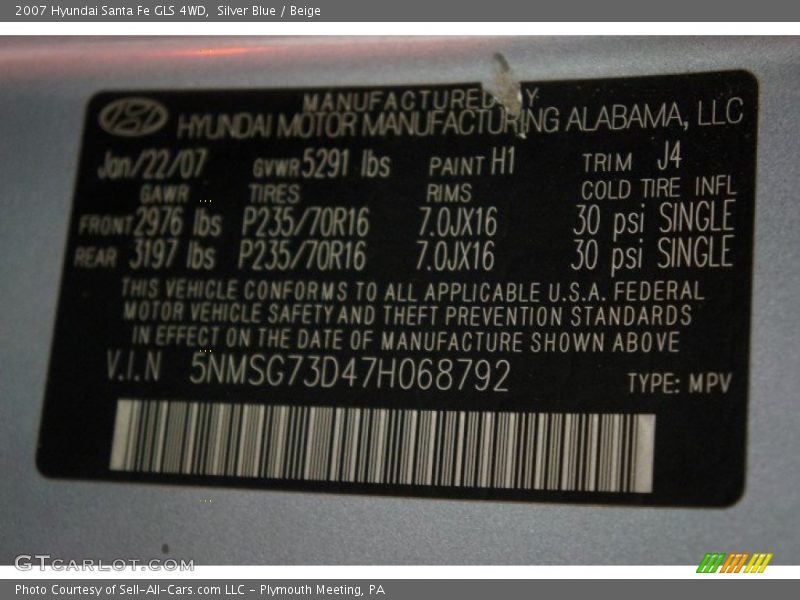 2007 Hyundai Santa Fe GLS 4WD, Silver Blue / Beige
MANUFACTURED BY
HYUNDAI MOTOR MANUFACTURING ALABAMA, LLC
Jan/22/07 GVWR 5291 lbs PAINT H1 TRIM J4
GAWR TIRES RIMS COLD TIRE INFL
FRONT 2976 lbs P235/70R16 7.0JX16 30 psi SINGLE
REAR 3197 lbs P235/70R16 7.0JX16 30 psi SINGLE
THIS VEHICLE CONFORMS TO ALL APPLICABLE U.S.A. FEDERAL
MOTOR VEHICLE SAFETY AND THEFT PREVENTION STANDARDS
IN EFFECT ON THE DATE OF MANUFACTURE SHOWN ABOVE
V.I.N 5NMSG73D47H068792 TYPE: MPV
GTcarlot.com
Photo Courtesy of Sell-All-Cars.com LLC - Plymouth Meeting, PA